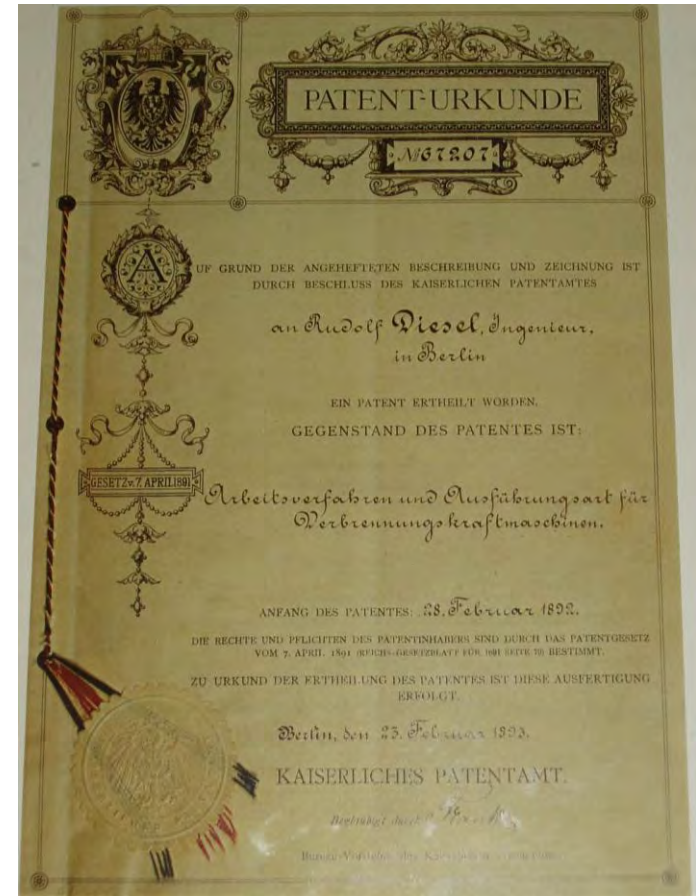 PATENT-URKUNDE
№ 67207
AUF GRUND DER ANGEHEFTETEN BESCHREIBUNG UND ZEICHNUNG IST
DURCH BESCHLUSS DES KAISERLICHEN PATENTAMTES
an Rudolf Diesel, Ingenieur,
in Berlin
EIN PATENT ERTHEILT WORDEN.
GEGENSTAND DES PATENTES IST:
GESETZ v. 7. APRIL 1891
Arbeitsverfahren und Ausführungsart für
Verbrennungskraftmaschinen.
ANFANG DES PATENTES: 28. Februar 1892.
DIE RECHTE UND PFLICHTEN DES PATENTINHABERS SIND DURCH DAS PATENTGESETZ
VOM 7. APRIL 1891 (REICHS-GESETZBLATT FÜR 1891 SEITE 79) BESTIMMT.
ZU URKUND DER ERTHEILUNG DES PATENTES IST DIESE AUSFERTIGUNG
ERFOLGT.
Berlin, den 23. Februar 1893.
KAISERLICHES PATENTAMT.
Beglaubigt durch